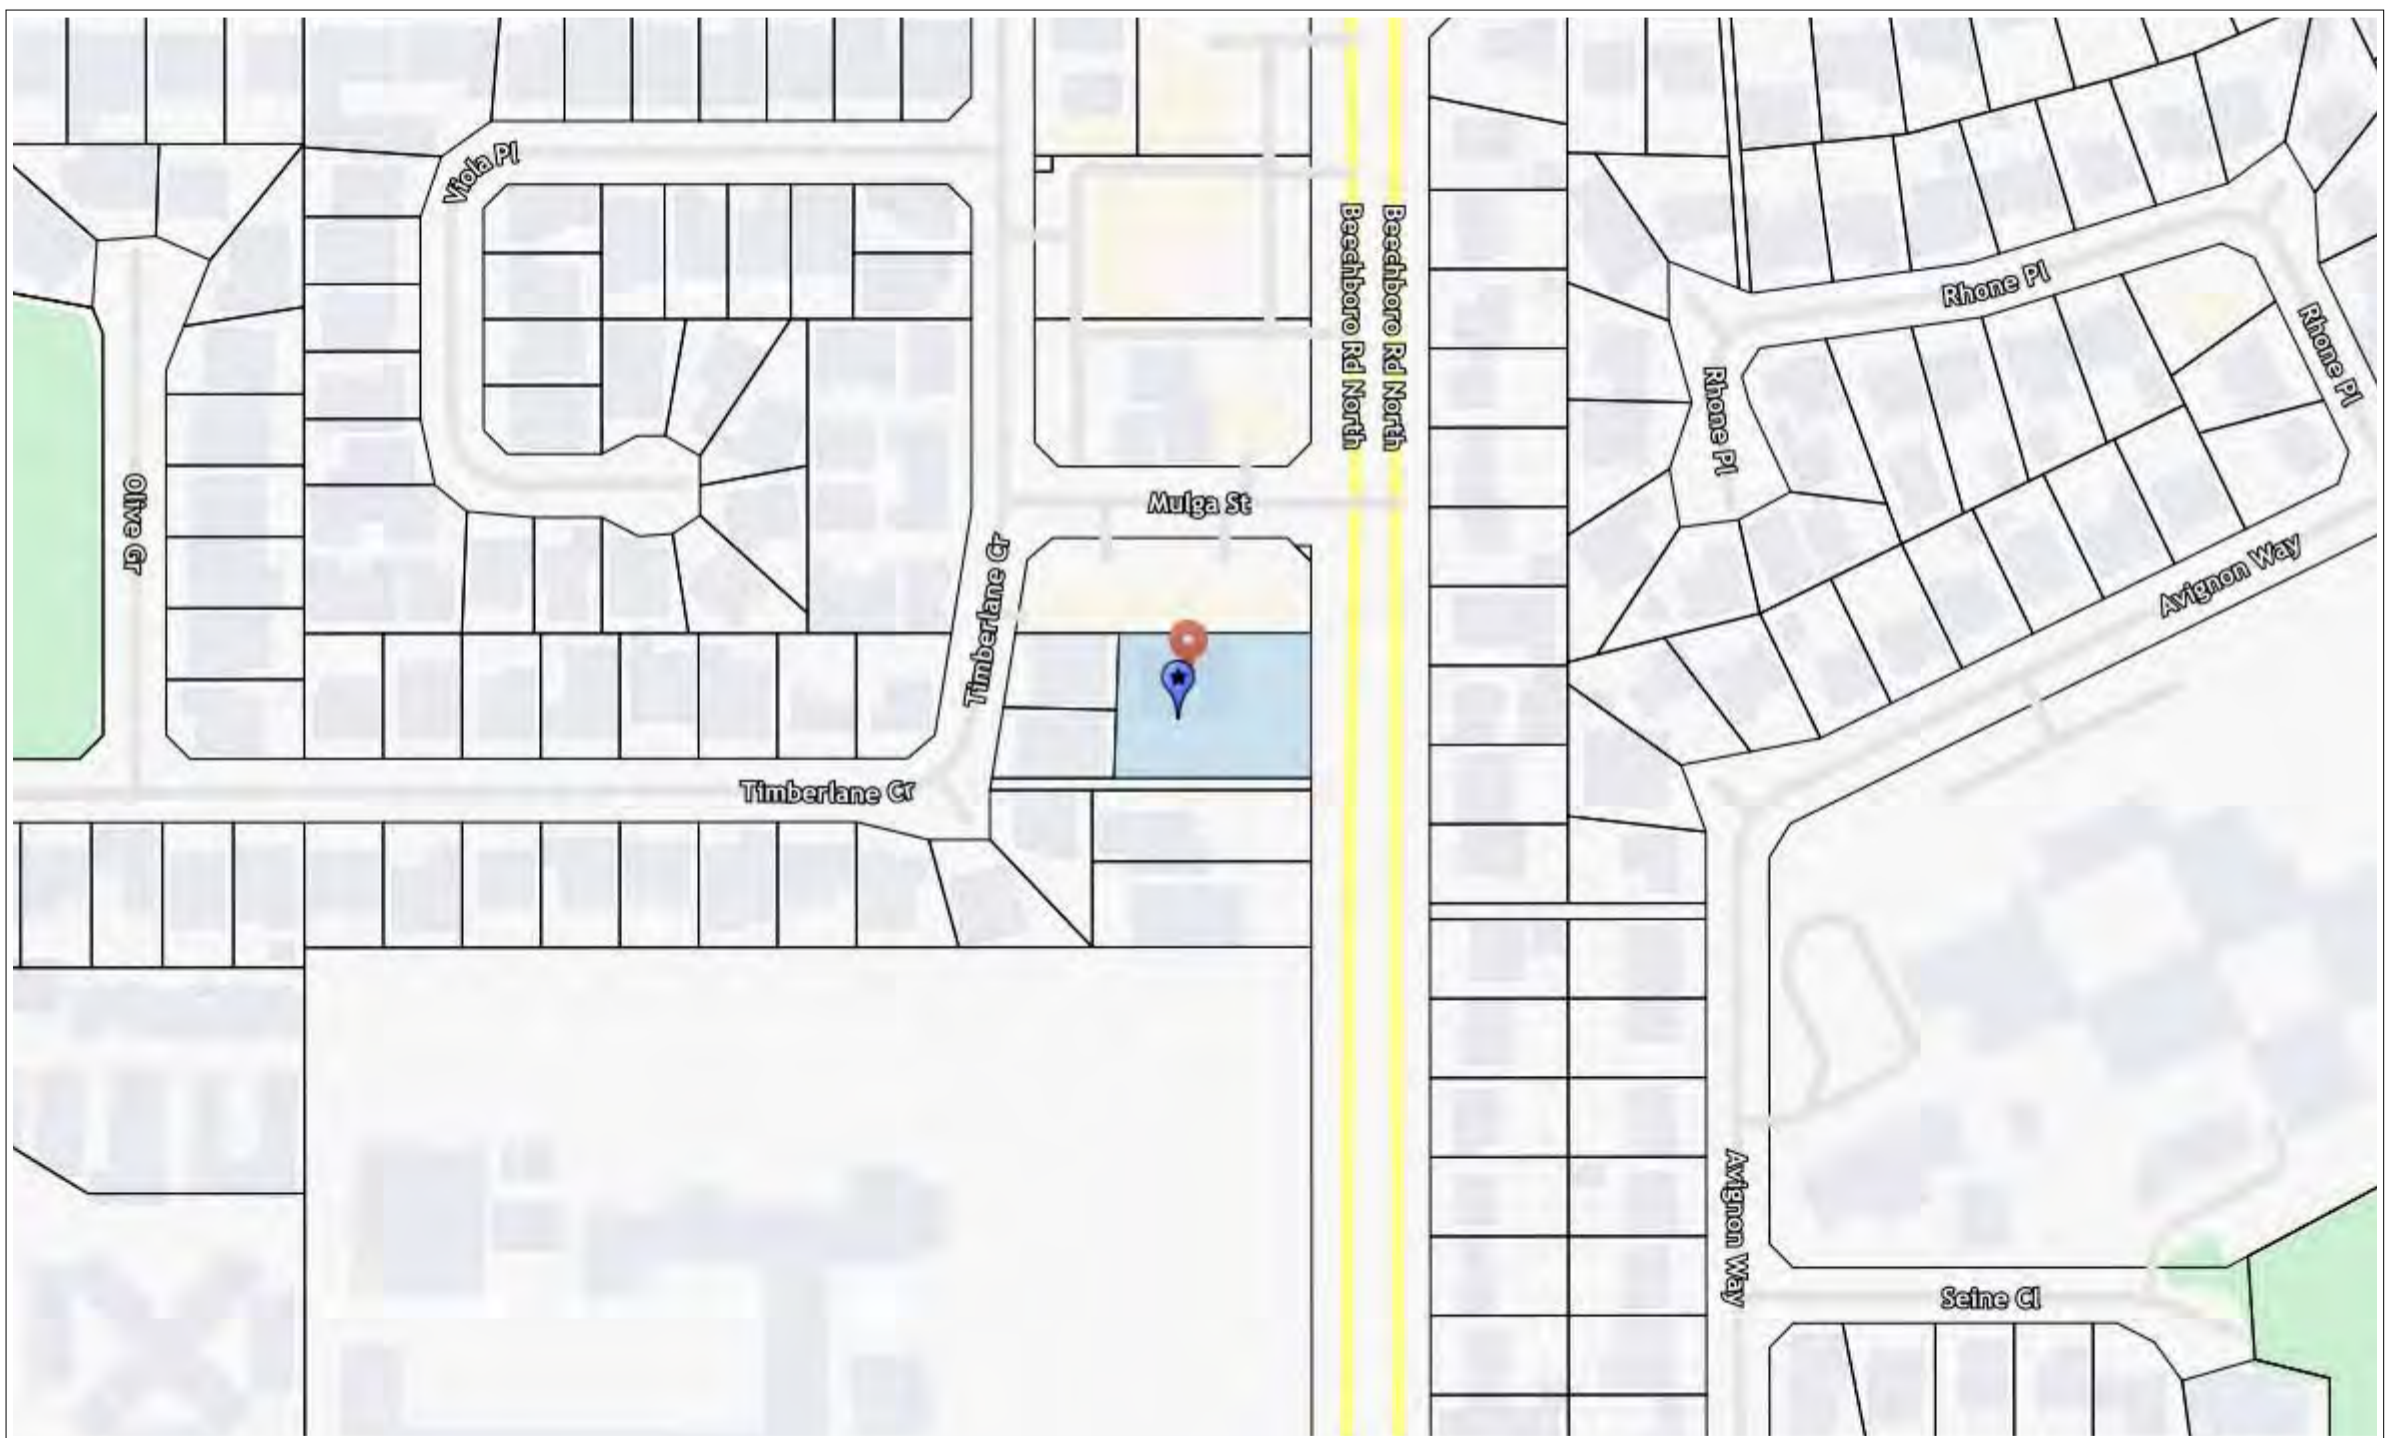 Viola Pl
Beechboro Rd North
Beechboro Rd North
Rhone Pl
Rhone Pl
Rhone Pl
Olive Gr
Mulga St
Timberlane Cr
Avignon Way
Timberlane Cr
Avignon Way
Seine Cl